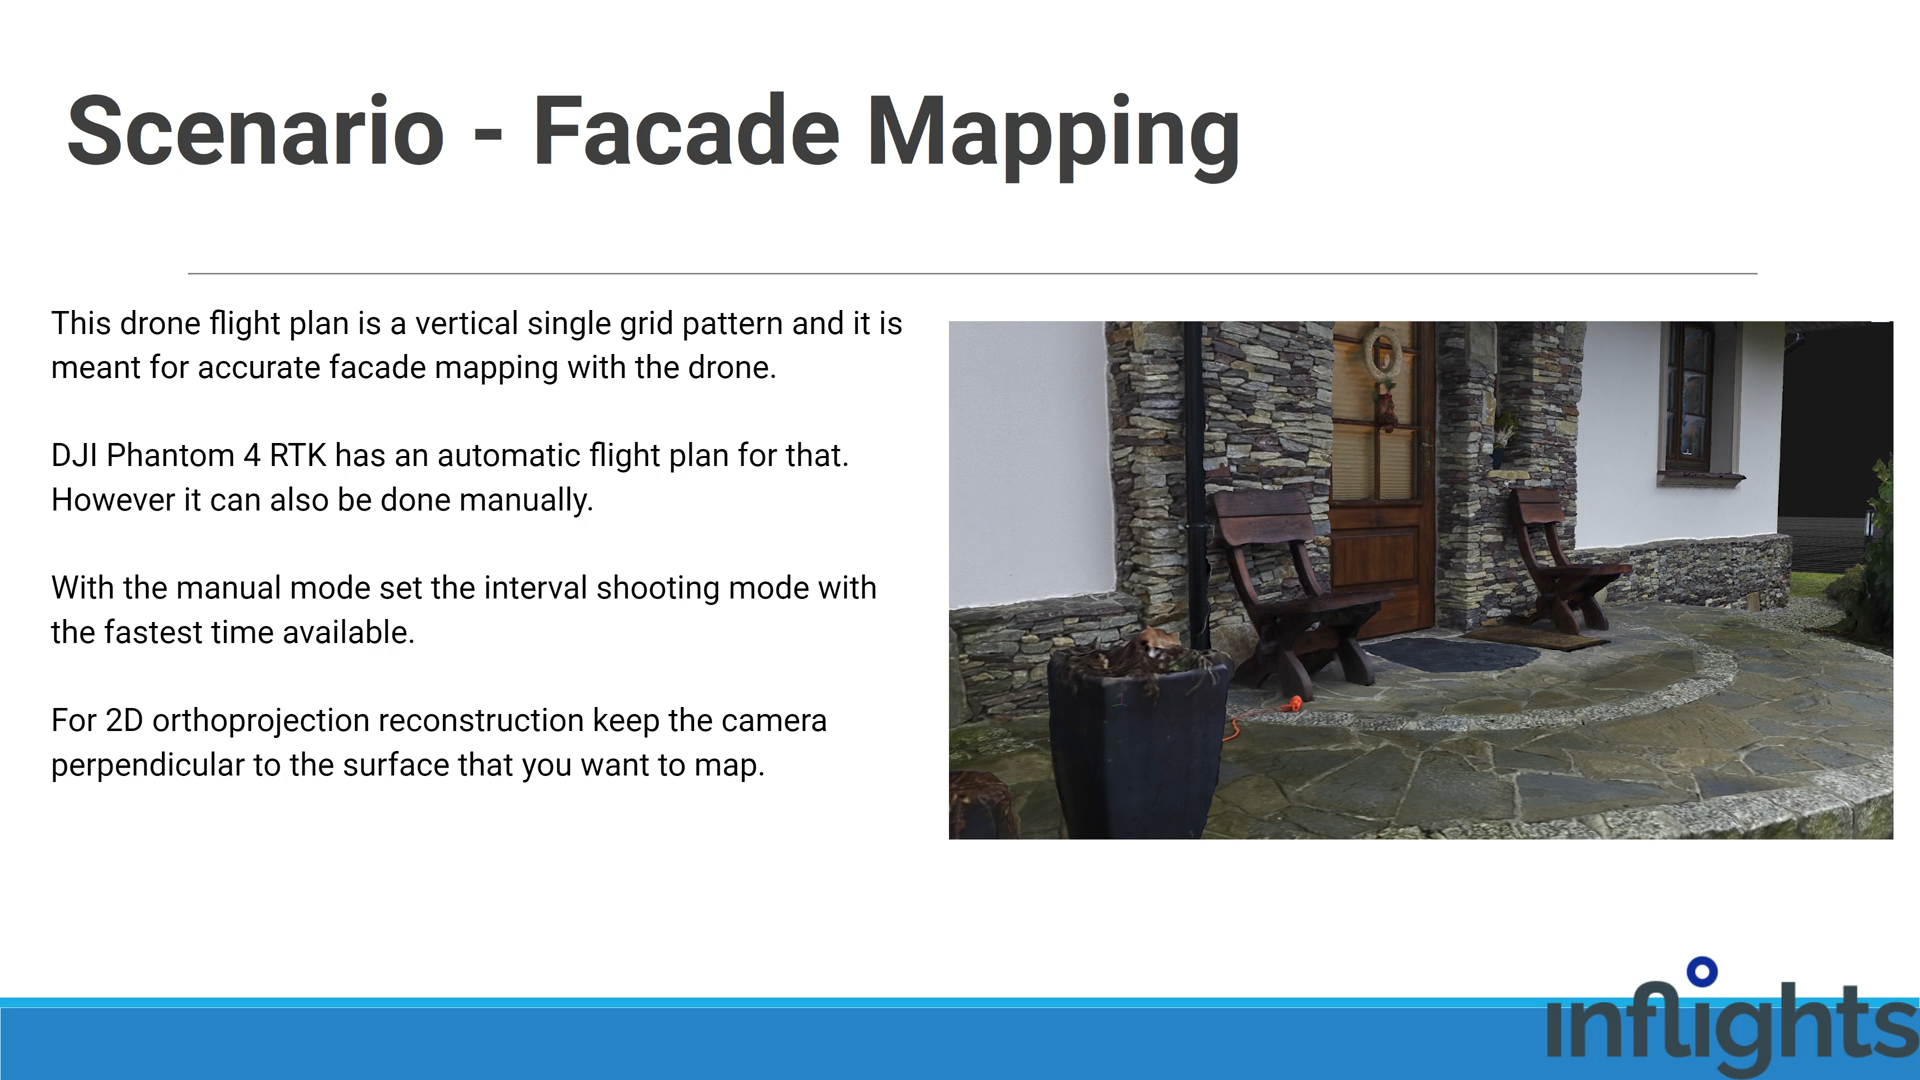 Scenario - Facade Mapping
This drone flight plan is a vertical single grid pattern and it is
meant for accurate facade mapping with the drone.
DJI Phantom 4 RTK has an automatic flight plan for that.
However it can also be done manually.
With the manual mode set the interval shooting mode with
the fastest time available.
For 2D orthoprojection reconstruction keep the camera
perpendicular to the surface that you want to map.
inflights